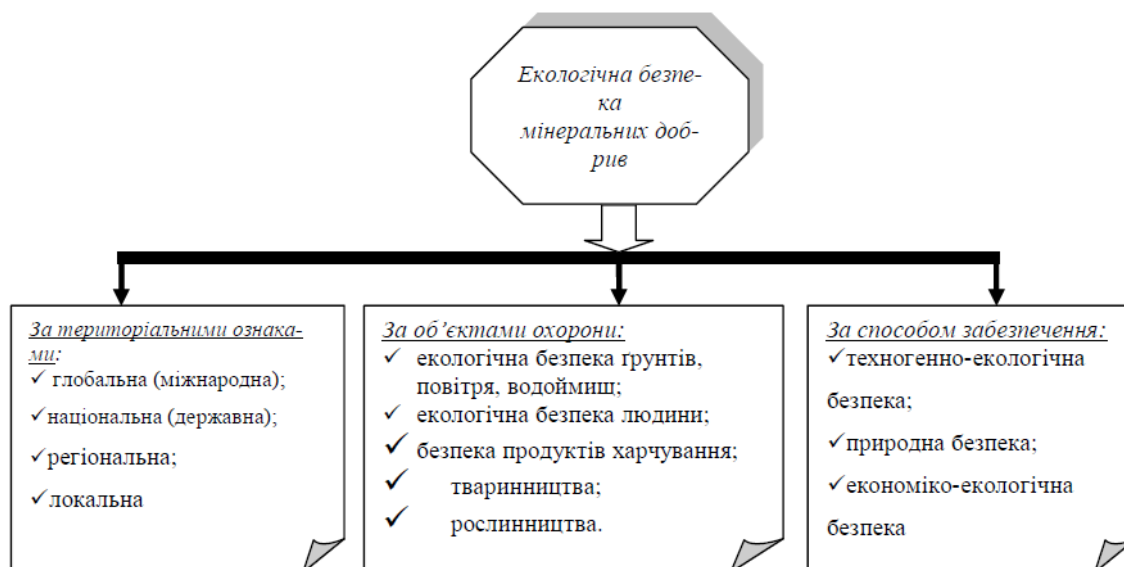 Екологічна безпе-
ка
мінеральних доб-
рив
За територіальними ознака-
ми:
✓ глобальна (міжнародна);
✓національна (державна);
✓регіональна;
✓локальна
За об’єктами охорони:
✓ екологічна безпека ґрунтів,
повітря, водоймищ;
✓ екологічна безпека людини;
✓ безпека продуктів харчування;
✓ тваринництва;
✓ рослинництва.
За способом забезпечення:
✓техногенно-екологічна
безпека;
✓природна безпека;
✓економіко-екологічна
безпека